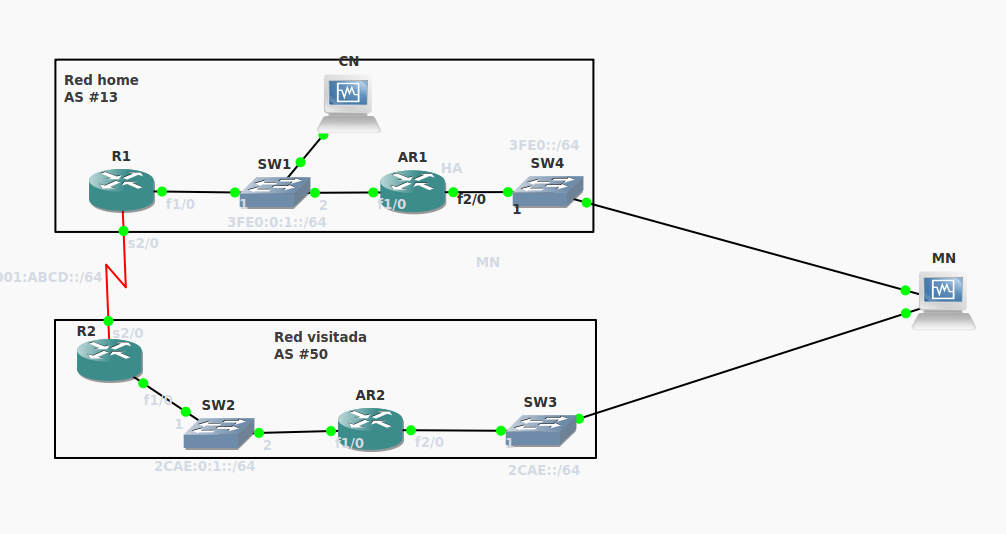 CN
Red home
AS #13
R1
SW1
AR1
HA
3FE0::/64
SW4
f1/0
1
2
f1/0
f2/0
1
3FE0:0:1::/64
s2/0
MN
001:ABCD::/64
MN
R2
s2/0
Red visitada
AS #50
f1/0
SW2
AR2
SW3
1
2
f1/0
f2/0
1
2CAE:0:1::/64
2CAE::/64